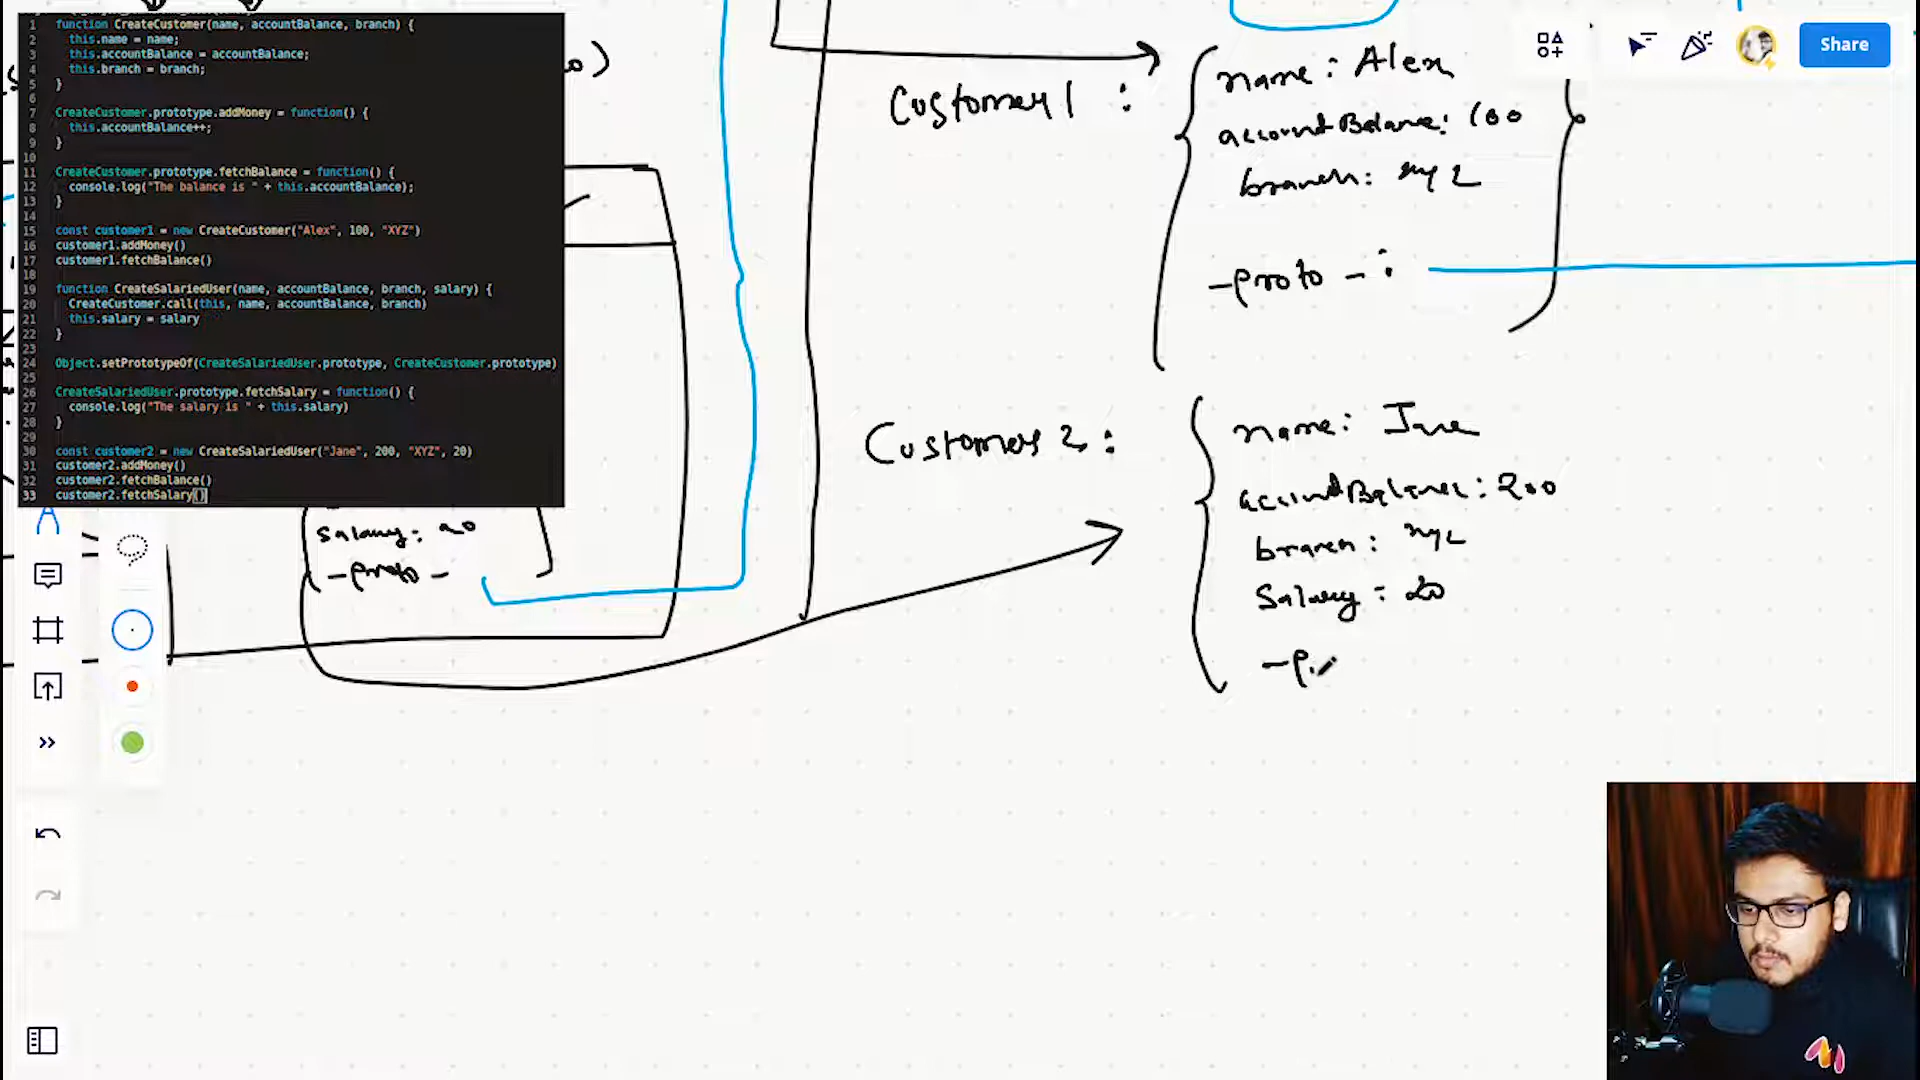 function CreateCustomer(name, accountBalance, branch) {
this.name = name;
this.accountBalance = accountBalance;
this.branch = branch;
}
CreateCustomer.prototype.addMoney = function() {
this.accountBalance++;
}
CreateCustomer.prototype.fetchBalance = function() {
console.log("The balance is " + this.accountBalance);
}
const customer1 = new CreateCustomer("Alex", 100, "XYZ")
customer1.addMoney()
customer1.fetchBalance()
function CreateSalariedUser(name, accountBalance, branch, salary) {
CreateCustomer.call(this, name, accountBalance, branch)
this.salary = salary
}
Object.setPrototypeOf(CreateSalariedUser.prototype, CreateCustomer.prototype)
CreateSalariedUser.prototype.fetchSalary = function() {
console.log("The salary is " + this.salary)
}
const customer2 = new CreateSalariedUser("Jane", 200, "XYZ", 20)
customer2.addMoney()
customer2.fetchBalance()
customer2.fetchSalary()
salary: 20
-proto-
Customer1 :
name: Alex
accountBalance: 100
branch: xyz
-proto- :
Customer 2 :
name: Jane
accountBalance: 200
branch: xyz
Salary: 20
-p
Share